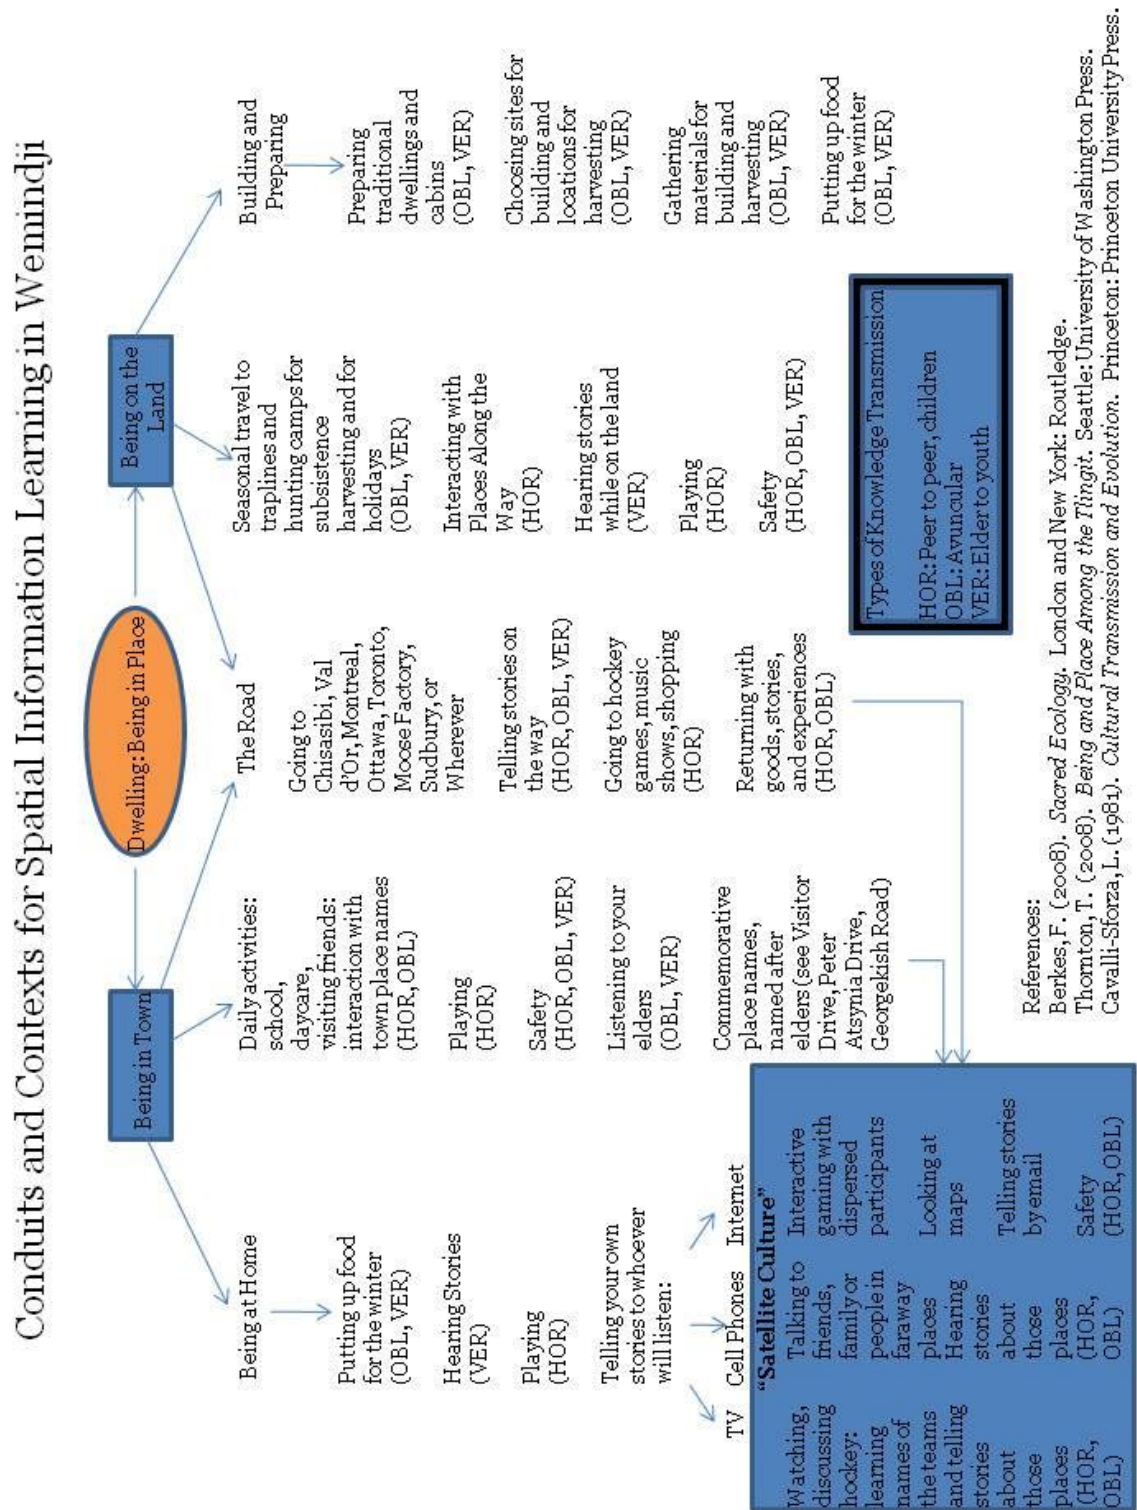 Conduits and Contexts for Spatial Information Learning in Wemindji
Dwelling: Being in Place
Being in Town
Being on the
Land
Being at Home
Putting up food
for the winter
(OBL, VER)
Hearing Stories
(VER)
Playing
(HOR)
Telling your own
stories to whoever
will listen:
TV
Cell Phones
Internet
Daily activities:
school,
daycare,
visiting friends:
interaction with
town place names
(HOR, OBL)
Playing
(HOR)
Safety
(HOR, OBL, VER)
Listening to your
elders
(OBL, VER)
Commemorative
place names,
named after
elders (see Visitor
Drive, Peter
Atsynia Drive,
Georgekish Road)
The Road
Going to
Chisasibi, Val
d'Or, Montreal,
Ottawa, Toronto,
Moose Factory,
Sudbury, or
Wherever
Telling stories on
the way
(HOR, OBL, VER)
Going to hockey
games, music
shows, shopping
(HOR)
Returning with
goods, stories,
and experiences
(HOR, OBL)
Seasonal travel to
traplines and
hunting camps for
subsistence
harvesting and for
holidays
(OBL, VER)
Interacting with
Places Along the
Way
(HOR)
Hearing stories
while on the land
(VER)
Playing
(HOR)
Safety
(HOR, OBL, VER)
Building and
Preparing
Preparing
traditional
dwellings and
cabins
(OBL, VER)
Choosing sites for
building and
locations for
harvesting
(OBL, VER)
Gathering
materials for
building and
harvesting
(OBL, VER)
Putting up food
for the winter
(OBL, VER)
"Satellite Culture"
Watching,
discussing
hockey:
learning
names of
the teams
and telling
stories
about
those
places
(HOR,
OBL)
Talking to
friends,
family or
people in
faraway
places
Hearing
stories
about
those
places
(HOR,
OBL)
Interactive
gaming with
dispersed
participants
Looking at
maps
Telling stories
by email
Safety
(HOR, OBL)
Types of Knowledge Transmission
HOR: Peer to peer, children
OBL: Avuncular
VER: Elder to youth
References:
Berkes, F. (2008). Sacred Ecology. London and New York: Routledge.
Thornton, T. (2008). Being and Place Among the Tlingit. Seattle: University of Washington Press.
Cavalli-Sforza, L. (1981). Cultural Transmission and Evolution. Princeton: Princeton University Press.